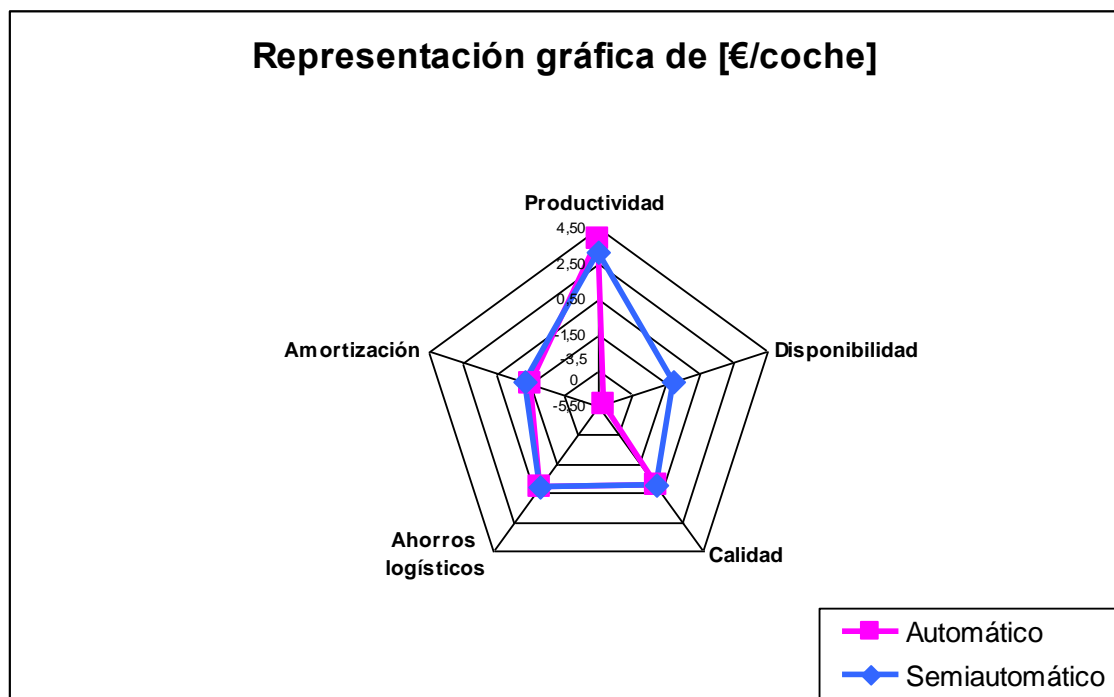 Representación gráfica de [€/coche]
Productividad
4,50
2,50
0,50
-1,50
-3,5
0
-5,50
Amortización
Disponibilidad
Ahorros
logísticos
Calidad
Automático
Semiautomático